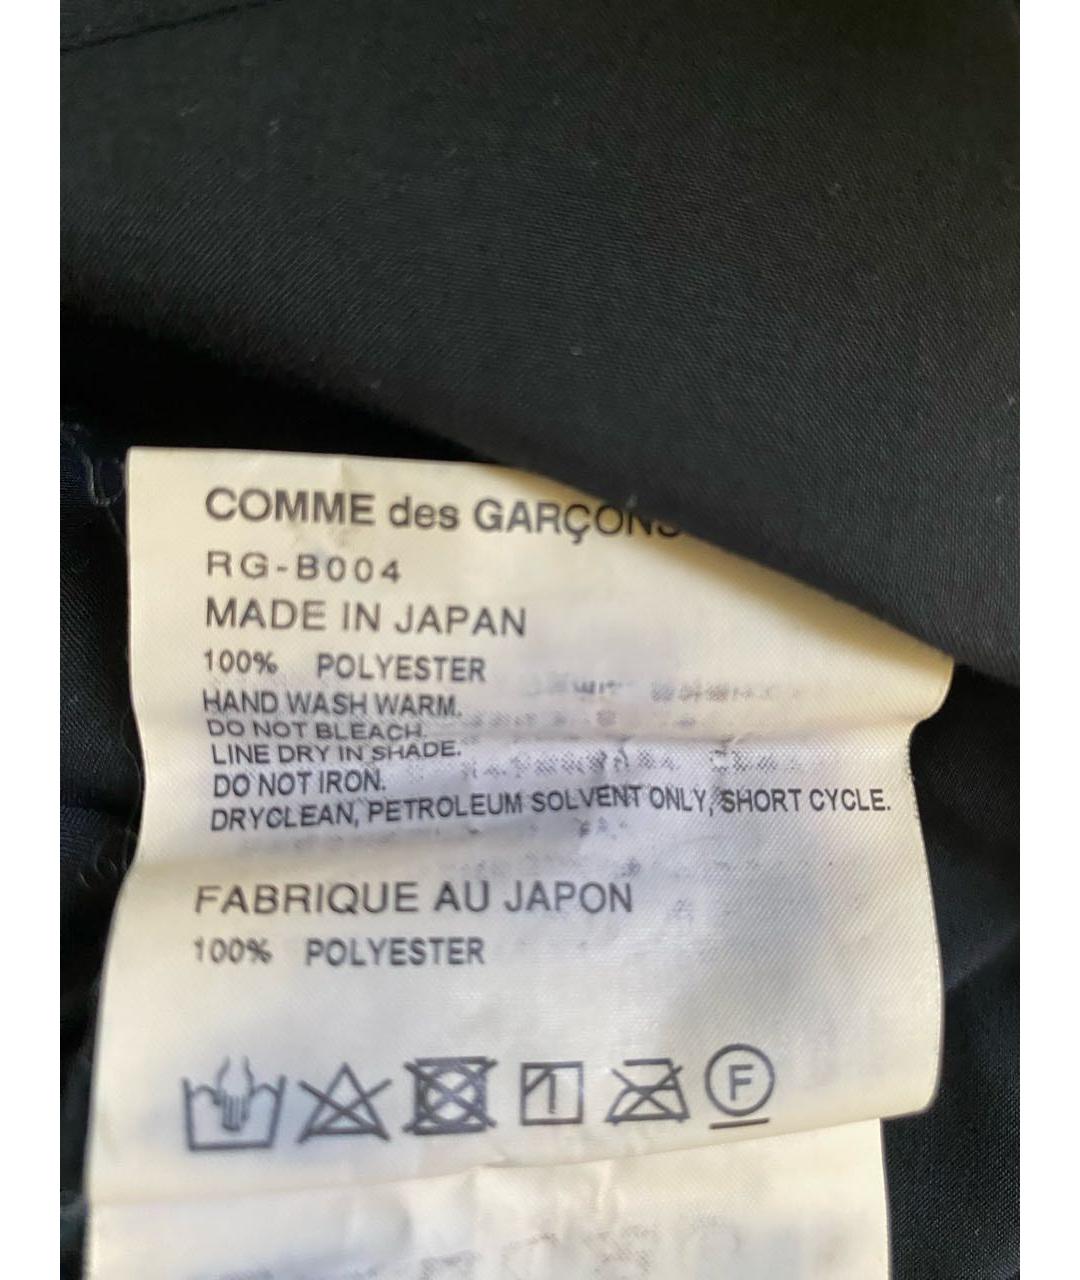 COMME des GARÇONS
RG-B004
MADE IN JAPAN
100% POLYESTER
HAND WASH WARM.
DO NOT BLEACH.
LINE DRY IN SHADE.
DO NOT IRON.
DRYCLEAN, PETROLEUM SOLVENT ONLY, SHORT CYCLE.
FABRIQUE AU JAPON
100% POLYESTER
F